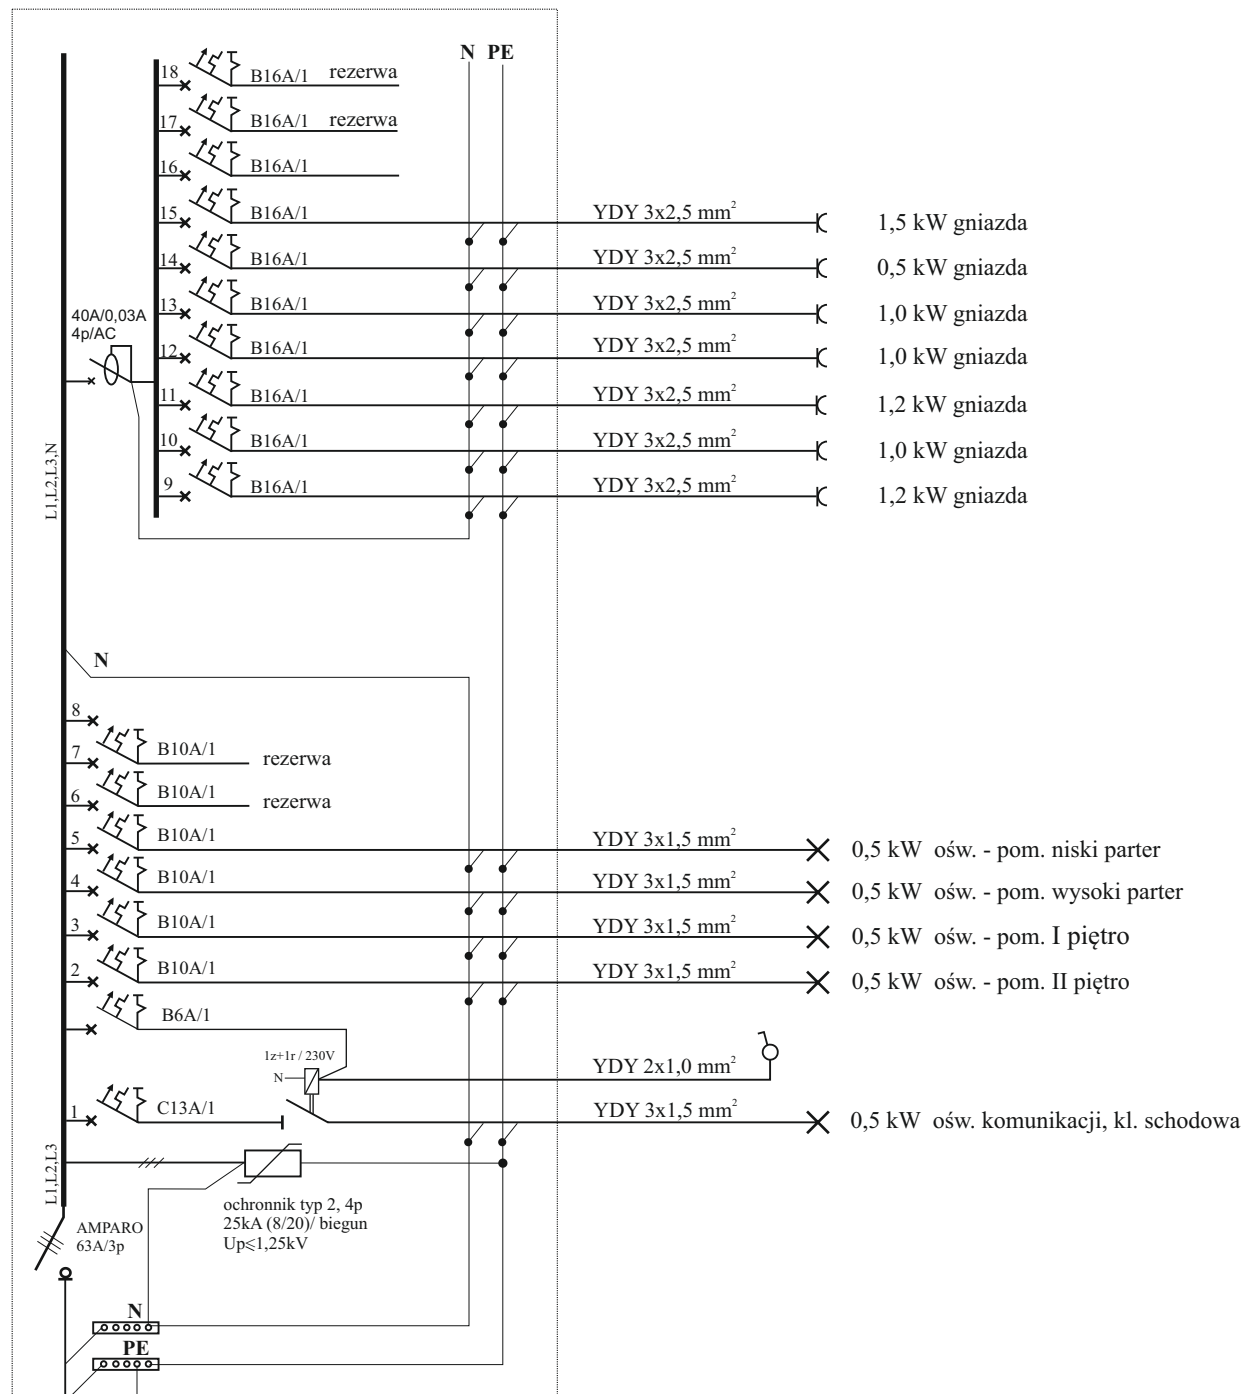 N PE
18 B16A/1 rezerwa
17 B16A/1 rezerwa
16 B16A/1
15 B16A/1 YDY 3x2,5 mm² 1,5 kW gniazda
14 B16A/1 YDY 3x2,5 mm² 0,5 kW gniazda
13 B16A/1 YDY 3x2,5 mm² 1,0 kW gniazda
40A/0,03A
4p/AC
12 B16A/1 YDY 3x2,5 mm² 1,0 kW gniazda
11 B16A/1 YDY 3x2,5 mm² 1,2 kW gniazda
10 B16A/1 YDY 3x2,5 mm² 1,0 kW gniazda
9 B16A/1 YDY 3x2,5 mm² 1,2 kW gniazda
L1,L2,L3,N
N
8
7 B10A/1 rezerwa
6 B10A/1 rezerwa
5 B10A/1 YDY 3x1,5 mm² 0,5 kW ośw. - pom. niski parter
4 B10A/1 YDY 3x1,5 mm² 0,5 kW ośw. - pom. wysoki parter
3 B10A/1 YDY 3x1,5 mm² 0,5 kW ośw. - pom. I piętro
2 B10A/1 YDY 3x1,5 mm² 0,5 kW ośw. - pom. II piętro
B6A/1
1z+1r / 230V
N YDY 2x1,0 mm²
1 C13A/1 YDY 3x1,5 mm² 0,5 kW ośw. komunikacji, kl. schodowa
L1,L2,L3
ochronnik typ 2, 4p
25kA (8/20)/ biegun
Up⩽1,25kV
AMPARO
63A/3p
N
PE